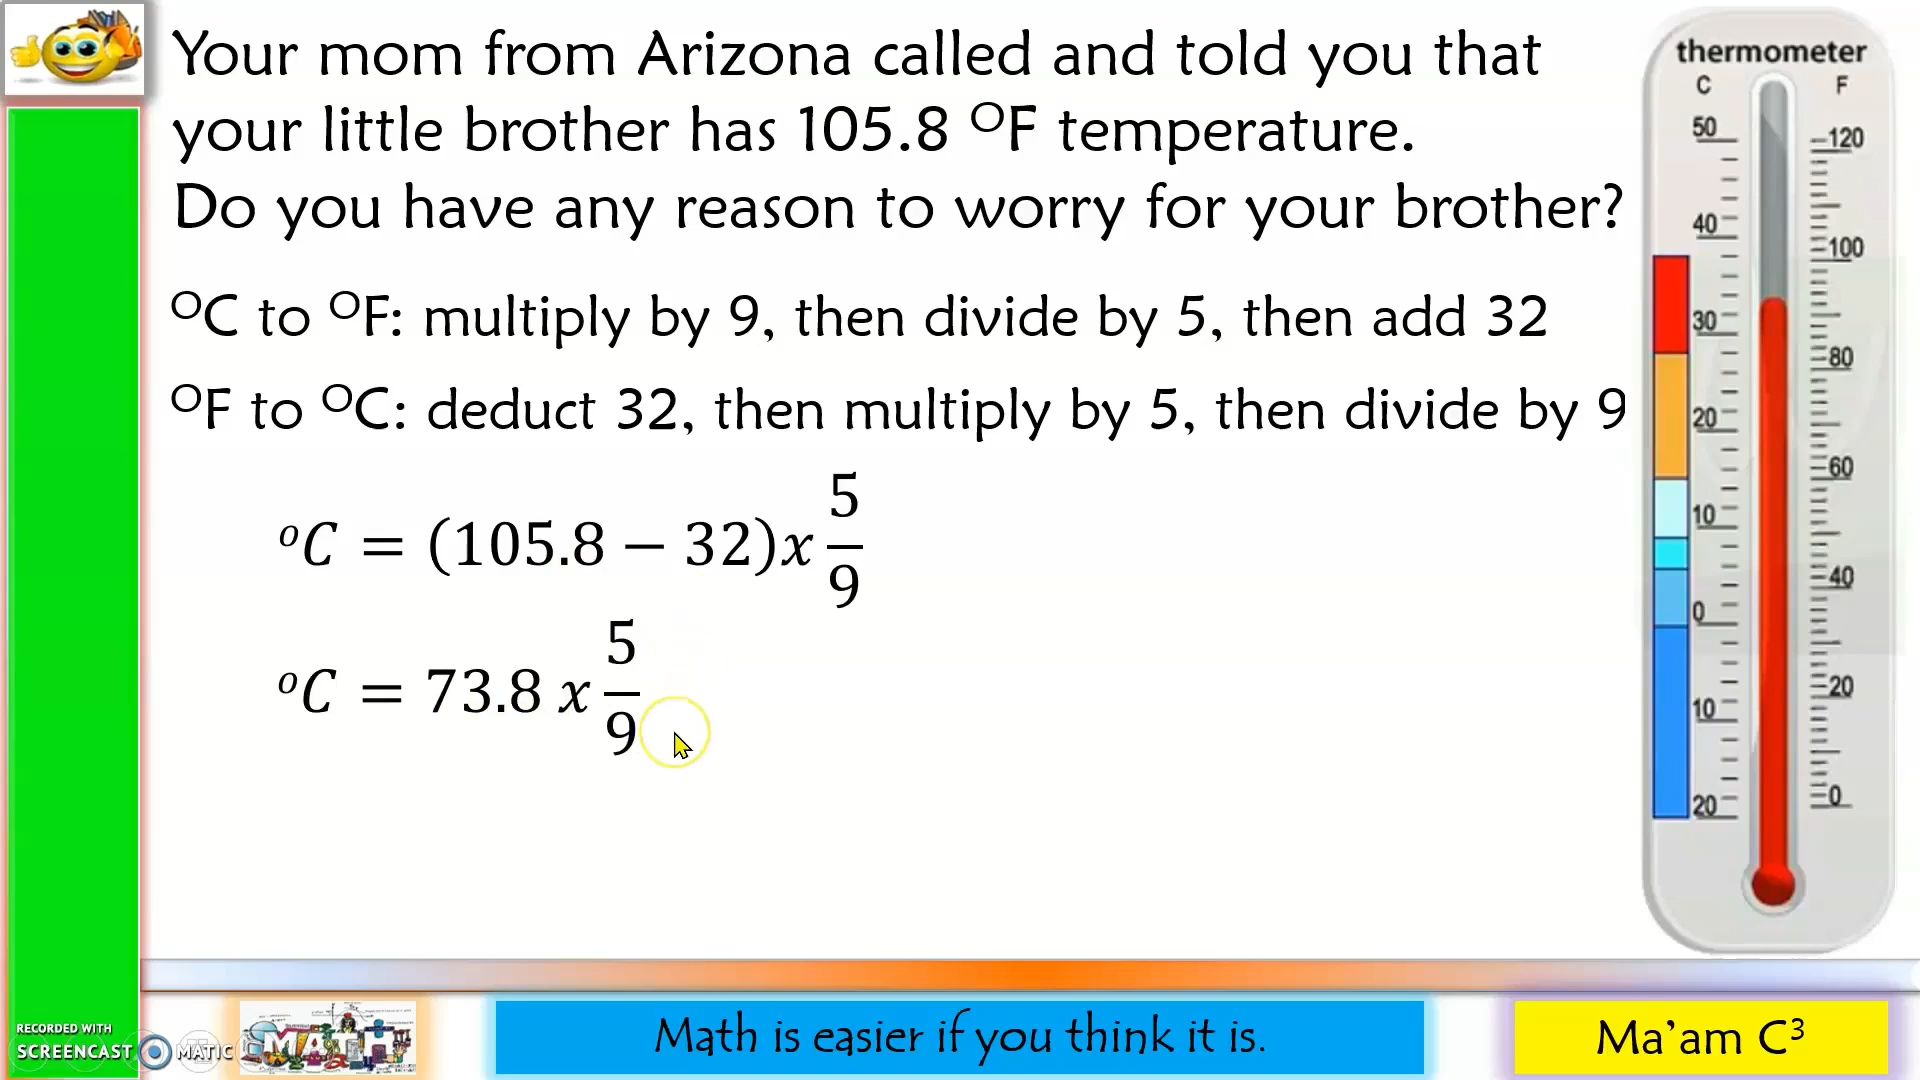 Your mom from Arizona called and told you that
your little brother has 105.8 ᴼF temperature.
Do you have any reason to worry for your brother?
ᴼC to ᴼF: multiply by 9, then divide by 5, then add 32
ᴼF to ᴼC: deduct 32, then multiply by 5, then divide by 9
ᵒC = (105.8 − 32)x 5/9
ᵒC = 73.8 x 5/9
thermometer
C F
50 120
40 100
30 80
20 60
10 40
0 20
10 0
20
RECORDED WITH
SCREENCAST MATIC
MATH
Math is easier if you think it is.
Ma'am C³